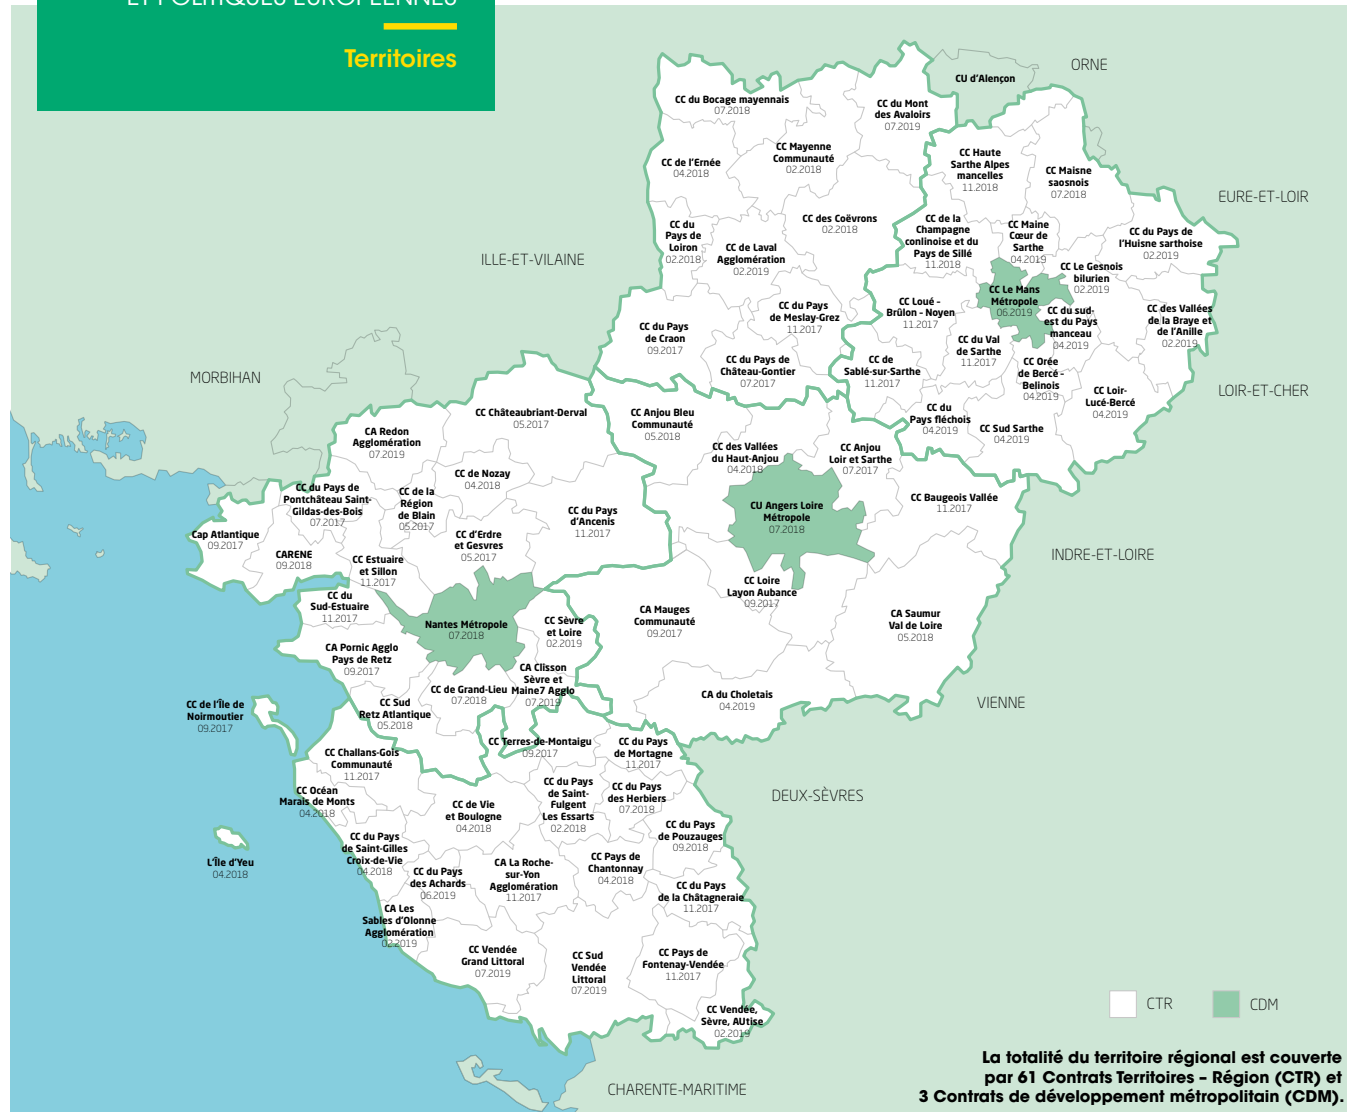 ET POLITIQUES EUROPÉENNES
Territoires
ORNE
CU d'Alençon
CC du Bocage mayennais
07.2018
CC du Mont
des Avaloirs
07.2019
CC de l'Ernée
04.2018
CC Mayenne
Communauté
02.2018
CC Haute
Sarthe Alpes
mancelles
11.2018
CC Maisne
saosnois
07.2018
EURE-ET-LOIR
CC du
Pays de
Loiron
02.2018
CC de Laval
Agglomération
02.2019
CC des Coëvrons
02.2018
CC de la
Champagne
conlinoise et du
Pays de Sillé
11.2018
CC Maine
Cœur de
Sarthe
04.2019
CC du Pays de
l'Huisne sarthoise
02.2019
ILLE-ET-VILAINE
CC Le Gesnois
bilurien
02.2019
CC Le Mans
Métropole
06.2019
CC du Pays
de Craon
09.2017
CC du Pays
de Meslay-Grez
11.2017
CC Loué -
Brûlon - Noyen
11.2017
CC du sud-
est du Pays
manceau
04.2019
CC des Vallées
de la Braye et
de l'Anille
02.2019
CC du Pays de
Château-Gontier
07.2017
CC de
Sablé-sur-Sarthe
11.2017
CC du Val
de Sarthe
11.2017
CC Orée
de Bercé -
Belinois
04.2019
CC Loir-
Lucé-Bercé
04.2019
LOIR-ET-CHER
MORBIHAN
CC du
Pays fléchois
04.2019
CC Sud Sarthe
04.2019
CC Châteaubriant-Derval
05.2017
CC Anjou Bleu
Communauté
05.2018
CA Redon
Agglomération
07.2019
CC de Nozay
04.2018
CC des Vallées
du Haut-Anjou
04.2018
CC Anjou
Loir et Sarthe
07.2017
CC Baugeois Vallée
11.2017
CC du Pays de
Pontchâteau Saint-
Gildas-des-Bois
07.2017
CC de la
Région
de Blain
05.2017
CC du Pays
d'Ancenis
11.2017
CU Angers Loire
Métropole
07.2018
Cap Atlantique
09.2017
CARENE
09.2018
CC d'Erdre
et Gesvres
05.2017
CC Estuaire
et Sillon
11.2017
INDRE-ET-LOIRE
CC du
Sud-Estuaire
11.2017
Nantes Métropole
07.2018
CC Sèvre
et Loire
02.2019
CA Mauges
Communauté
09.2017
CC Loire
Layon Aubance
09.2017
CA Saumur
Val de Loire
05.2018
CA Pornic Agglo
Pays de Retz
09.2017
CC de Grand-Lieu
07.2018
CA Clisson
Sèvre et
Maine7 Agglo
07.2019
CA du Choletais
04.2019
VIENNE
CC de l'Île de
Noirmoutier
09.2017
CC Sud
Retz Atlantique
05.2018
CC Challans-Gois
Communauté
11.2017
CC Terres-de-Montaigu
09.2017
CC du Pays
de Mortagne
11.2017
CC Océan
Marais de Monts
04.2018
CC de Vie
et Boulogne
04.2018
CC du Pays
de Saint-
Fulgent
Les Essarts
02.2018
CC du Pays
des Herbiers
07.2018
DEUX-SÈVRES
L'Île d'Yeu
04.2018
CC du Pays
de Saint-Gilles
Croix-de-Vie
04.2018
CC du Pays
des Achards
06.2019
CA La Roche-
sur-Yon
Agglomération
11.2017
CC Pays de
Chantonnay
04.2018
CC du Pays
de Pouzauges
09.2018
CC du Pays
de la Châtagneraie
11.2017
CA Les
Sables d'Olonne
Agglomération
02.2019
CC Vendée
Grand Littoral
07.2019
CC Sud
Vendée
Littoral
07.2019
CC Pays de
Fontenay-Vendée
11.2017
CC Vendée,
Sèvre, AUtise
02.2019
CTR
CDM
CHARENTE-MARITIME
La totalité du territoire régional est couverte
par 61 Contrats Territoires – Région (CTR) et
3 Contrats de développement métropolitain (CDM).